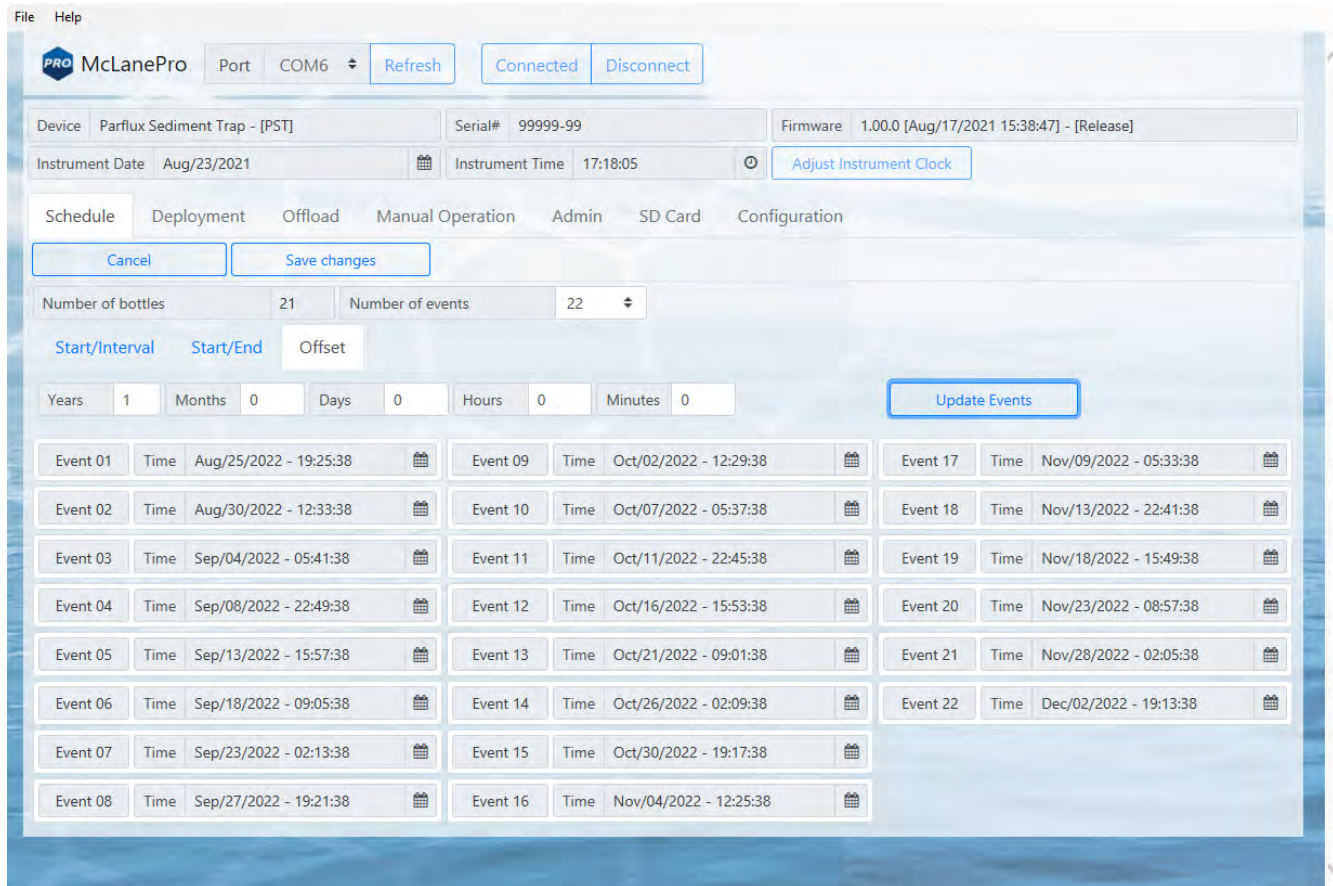 File Help
PRO McLanePro Port COM6 Refresh Connected Disconnect
Device Parflux Sediment Trap - [PST] Serial# 99999-99 Firmware 1.00.0 [Aug/17/2021 15:38:47] - [Release]
Instrument Date Aug/23/2021 Instrument Time 17:18:05 Adjust Instrument Clock
Schedule Deployment Offload Manual Operation Admin SD Card Configuration
Cancel Save changes
Number of bottles 21 Number of events 22
Start/Interval Start/End Offset
Years 1 Months 0 Days 0 Hours 0 Minutes 0 Update Events
Event 01 Time Aug/25/2022 - 19:25:38 Event 09 Time Oct/02/2022 - 12:29:38 Event 17 Time Nov/09/2022 - 05:33:38
Event 02 Time Aug/30/2022 - 12:33:38 Event 10 Time Oct/07/2022 - 05:37:38 Event 18 Time Nov/13/2022 - 22:41:38
Event 03 Time Sep/04/2022 - 05:41:38 Event 11 Time Oct/11/2022 - 22:45:38 Event 19 Time Nov/18/2022 - 15:49:38
Event 04 Time Sep/08/2022 - 22:49:38 Event 12 Time Oct/16/2022 - 15:53:38 Event 20 Time Nov/23/2022 - 08:57:38
Event 05 Time Sep/13/2022 - 15:57:38 Event 13 Time Oct/21/2022 - 09:01:38 Event 21 Time Nov/28/2022 - 02:05:38
Event 06 Time Sep/18/2022 - 09:05:38 Event 14 Time Oct/26/2022 - 02:09:38 Event 22 Time Dec/02/2022 - 19:13:38
Event 07 Time Sep/23/2022 - 02:13:38 Event 15 Time Oct/30/2022 - 19:17:38
Event 08 Time Sep/27/2022 - 19:21:38 Event 16 Time Nov/04/2022 - 12:25:38